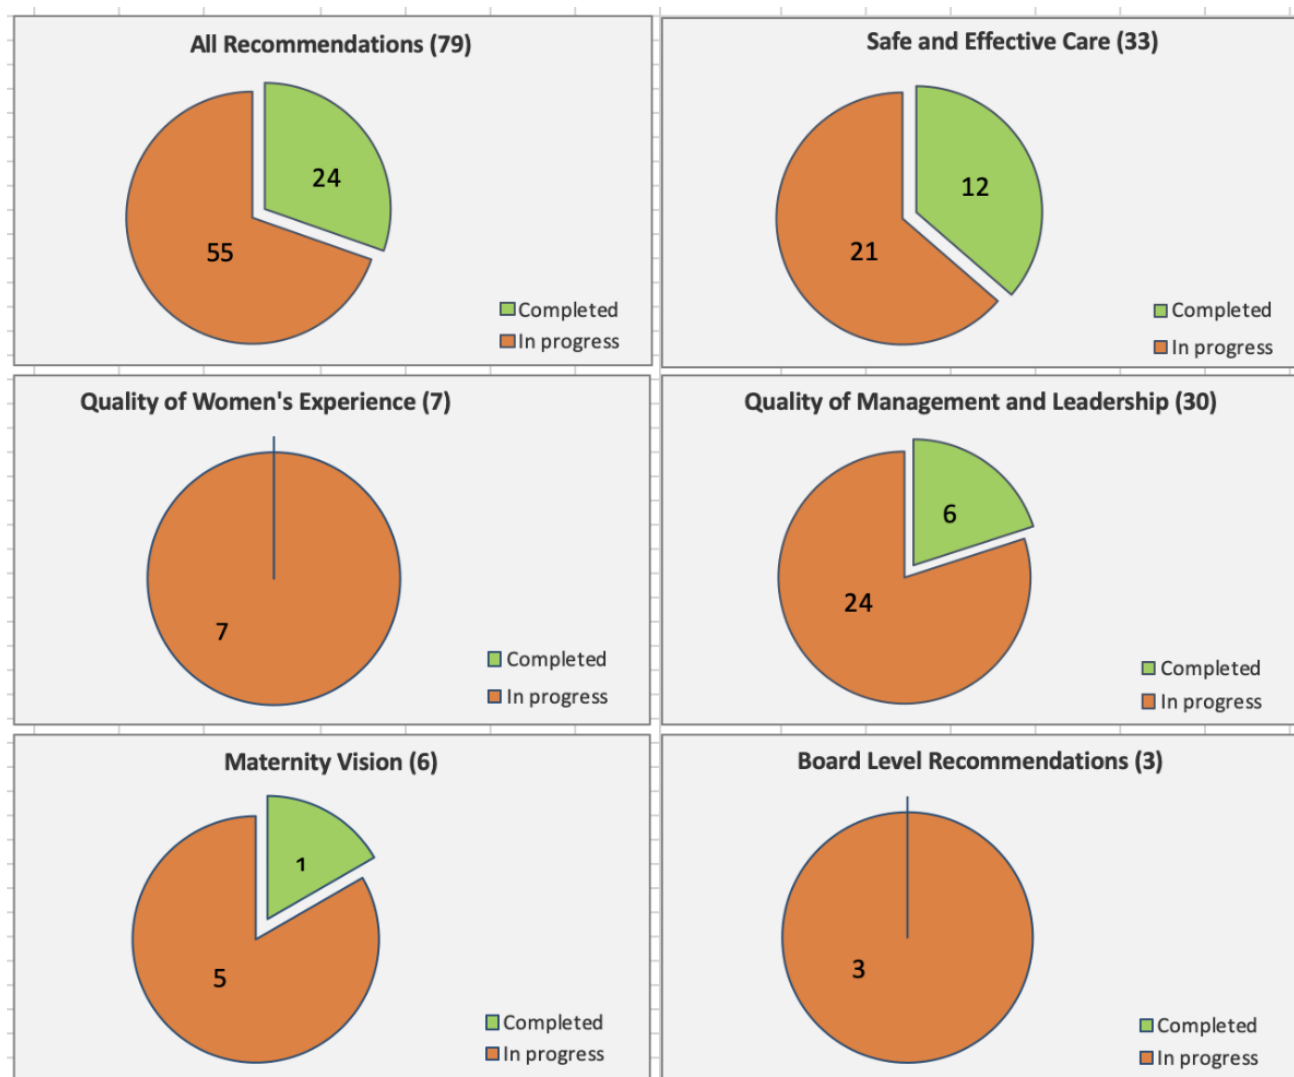 All Recommendations (79)
24
55
Completed
In progress
Safe and Effective Care (33)
12
21
Completed
In progress
Quality of Women's Experience (7)
7
Completed
In progress
Quality of Management and Leadership (30)
6
24
Completed
In progress
Maternity Vision (6)
1
5
Completed
In progress
Board Level Recommendations (3)
3
Completed
In progress